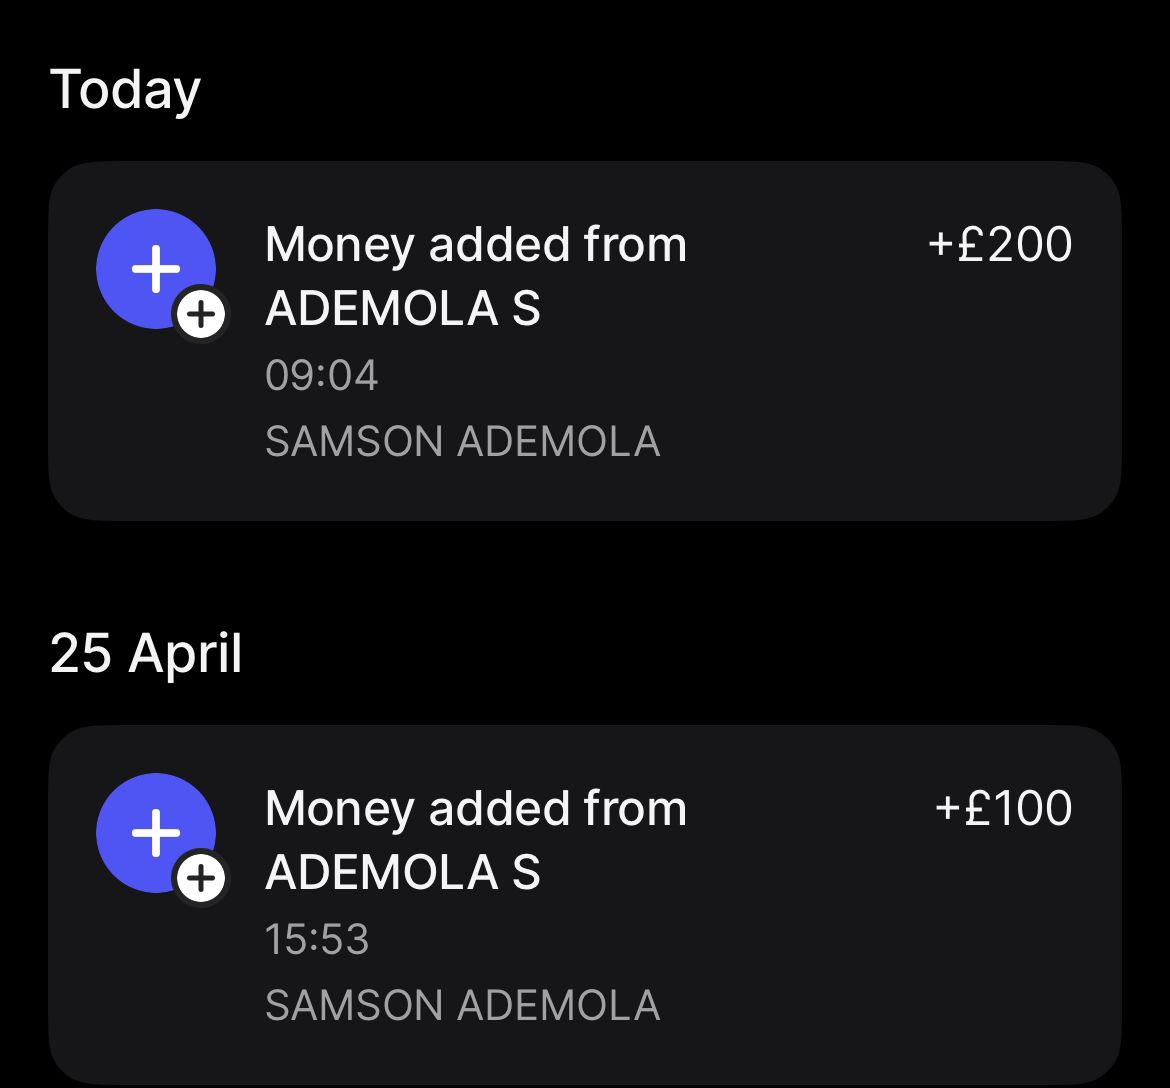 Today
Money added from +£200
ADEMOLA S
09:04
SAMSON ADEMOLA
25 April
Money added from +£100
ADEMOLA S
15:53
SAMSON ADEMOLA